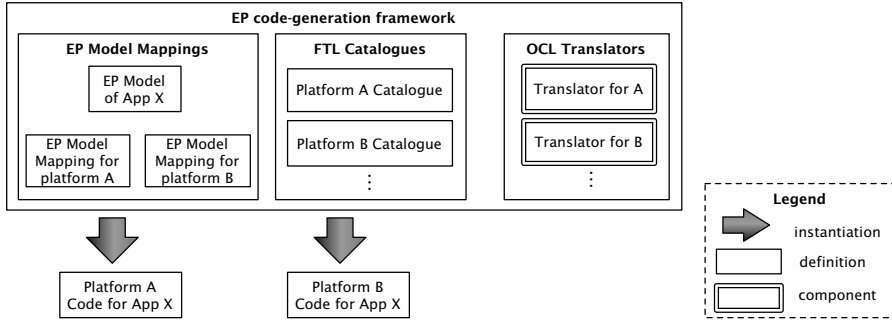 EP code-generation framework
EP Model Mappings
EP Model
of App X
EP Model
Mapping for
platform A
EP Model
Mapping for
platform B
FTL Catalogues
Platform A Catalogue
Platform B Catalogue
⋮
OCL Translators
Translator for A
Translator for B
⋮
Platform A
Code for App X
Platform B
Code for App X
Legend
instantiation
definition
component